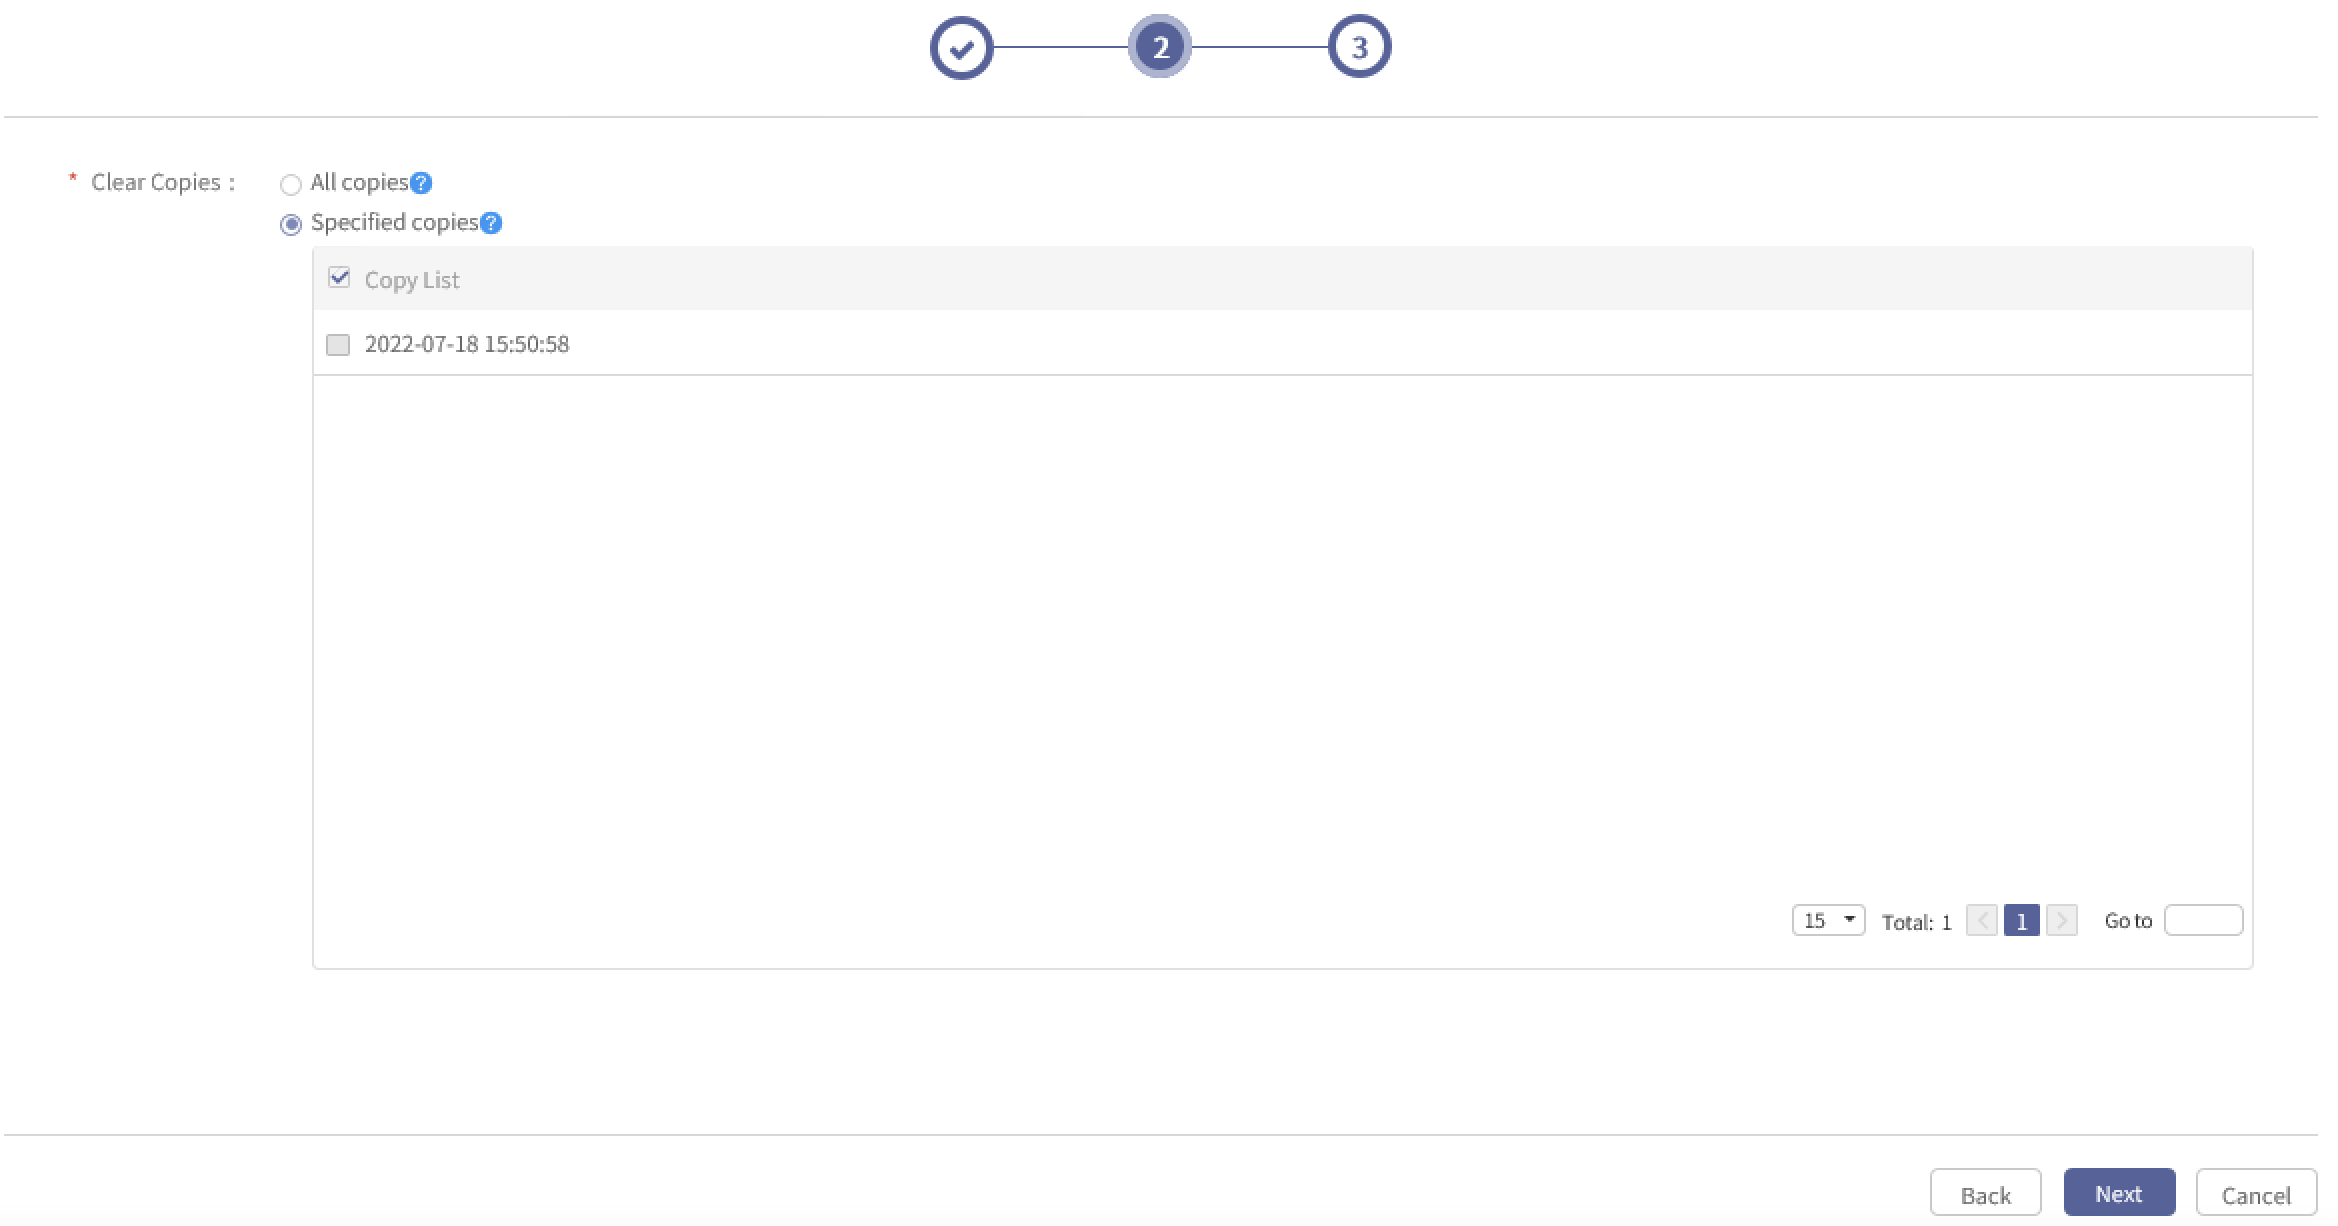 2 3
* Clear Copies : All copies ?
Specified copies ?
Copy List
2022-07-18 15:50:58
15 Total: 1 < 1 > Go to
Back Next Cancel